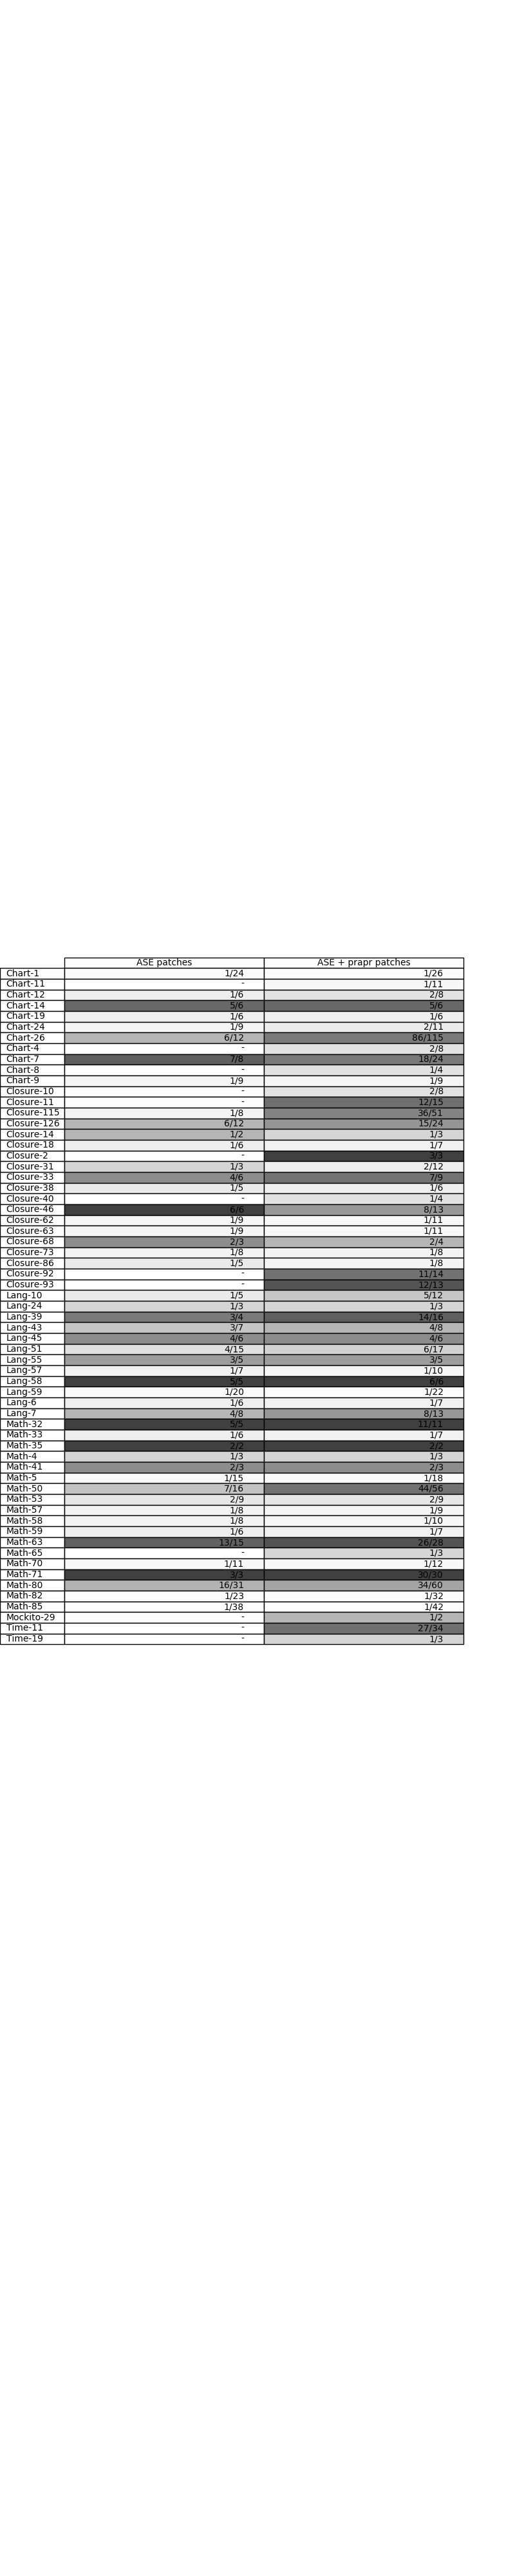 ASE patches ASE + prapr patches
Chart-1 1/24 1/26
Chart-11 - 1/11
Chart-12 1/6 2/8
Chart-14 5/6 5/6
Chart-19 1/6 1/6
Chart-24 1/9 2/11
Chart-26 6/12 86/115
Chart-4 - 2/8
Chart-7 7/8 18/24
Chart-8 - 1/4
Chart-9 1/9 1/9
Closure-10 - 2/8
Closure-11 - 12/15
Closure-115 1/8 36/51
Closure-126 6/12 15/24
Closure-14 1/2 1/3
Closure-18 1/6 1/7
Closure-2 - 3/3
Closure-31 1/3 2/12
Closure-33 4/6 7/9
Closure-38 1/5 1/6
Closure-40 - 1/4
Closure-46 6/6 8/13
Closure-62 1/9 1/11
Closure-63 1/9 1/11
Closure-68 2/3 2/4
Closure-73 1/8 1/8
Closure-86 1/5 1/8
Closure-92 - 11/14
Closure-93 - 12/13
Lang-10 1/5 5/12
Lang-24 1/3 1/3
Lang-39 3/4 14/16
Lang-43 3/7 4/8
Lang-45 4/6 4/6
Lang-51 4/15 6/17
Lang-55 3/5 3/5
Lang-57 1/7 1/10
Lang-58 5/5 6/6
Lang-59 1/20 1/22
Lang-6 1/6 1/7
Lang-7 4/8 8/13
Math-32 5/5 11/11
Math-33 1/6 1/7
Math-35 2/2 2/2
Math-4 1/3 1/3
Math-41 2/3 2/3
Math-5 1/15 1/18
Math-50 7/16 44/56
Math-53 2/9 2/9
Math-57 1/8 1/9
Math-58 1/8 1/10
Math-59 1/6 1/7
Math-63 13/15 26/28
Math-65 - 1/3
Math-70 1/11 1/12
Math-71 3/3 30/30
Math-80 16/31 34/60
Math-82 1/23 1/32
Math-85 1/38 1/42
Mockito-29 - 1/2
Time-11 - 27/34
Time-19 - 1/3